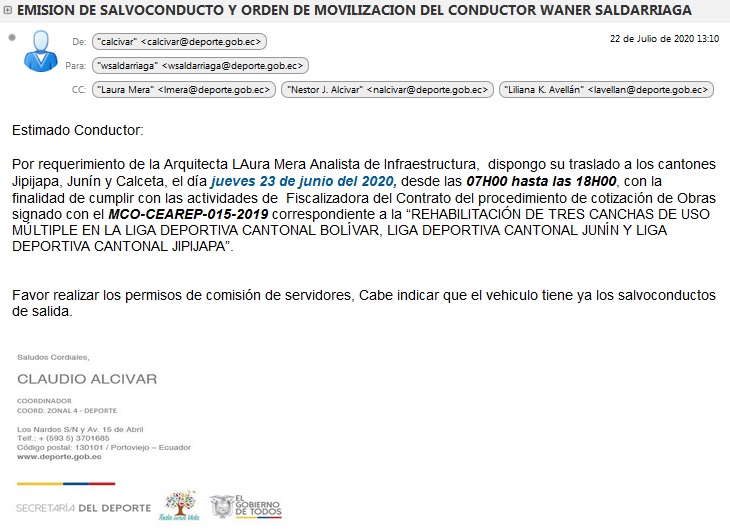 EMISION DE SALVOCONDUCTO Y ORDEN DE MOVILIZACION DEL CONDUCTOR WANER SALDARRIAGA
De: "calcivar" <calcivar@deporte.gob.ec>
22 de Julio de 2020 13:10
Para: "wsaldarriaga" <wsaldarriaga@deporte.gob.ec>
CC: "Laura Mera" <lmera@deporte.gob.ec> "Nestor J. Alcivar" <nalcivar@deporte.gob.ec> "Liliana K. Avellán" <lavellan@deporte.gob.ec>
Estimado Conductor:
Por requerimiento de la Arquitecta LAura Mera Analista de Infraestructura, dispongo su traslado a los cantones
Jipijapa, Junín y Calceta, el día jueves 23 de junio del 2020, desde las 07H00 hasta las 18H00, con la
finalidad de cumplir con las actividades de Fiscalizadora del Contrato del procedimiento de cotización de Obras
signado con el MCO-CEAREP-015-2019 correspondiente a la “REHABILITACIÓN DE TRES CANCHAS DE USO
MÚLTIPLE EN LA LIGA DEPORTIVA CANTONAL BOLÍVAR, LIGA DEPORTIVA CANTONAL JUNÍN Y LIGA
DEPORTIVA CANTONAL JIPIJAPA”.
Favor realizar los permisos de comisión de servidores, Cabe indicar que el vehiculo tiene ya los salvoconductos
de salida.
Saludos Cordiales,
CLAUDIO ALCIVAR
COORDINADOR
COORD. ZONAL 4 - DEPORTE
Los Nardos S/N y Av. 15 de Abril
Telf.: + (593 5) 3701685
Código postal: 130101 / Portoviejo – Ecuador
www.deporte.gob.ec
SECRETARÍA DEL DEPORTE
Toda una Vida
EL GOBIERNO DE TODOS